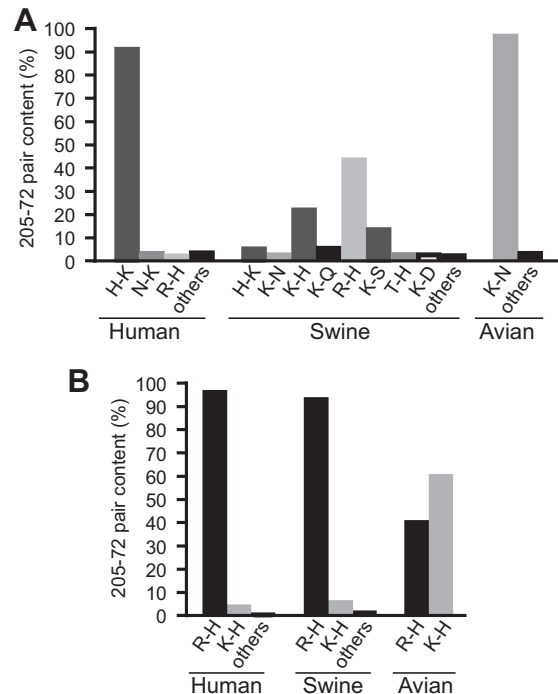 A
205-72 pair content (%)
100
90
80
70
60
50
40
30
20
10
0
H-K N-K R-H others H-K K-N K-H K-Q R-H K-S T-H K-D others K-N others
Human Swine Avian
B
205-72 pair content (%)
100
90
80
70
60
50
40
30
20
10
0
R-H K-H others R-H K-H others R-H K-H
Human Swine Avian